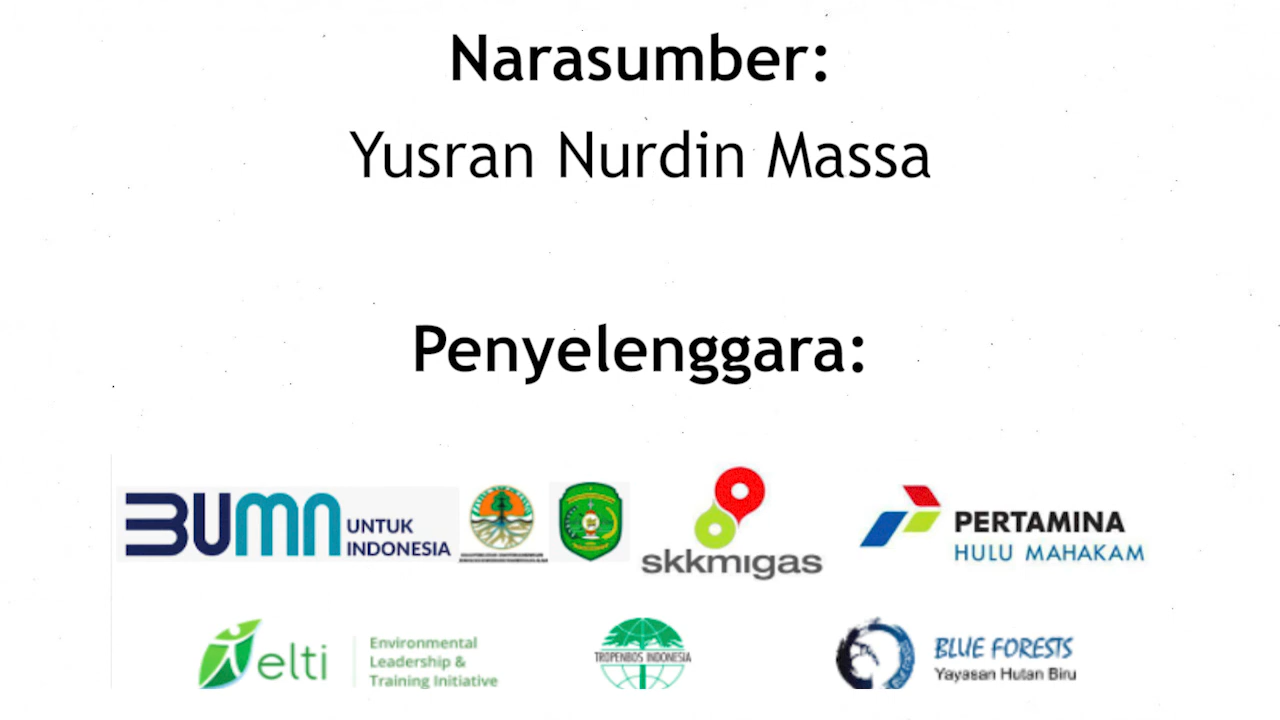 Narasumber:
Yusran Nurdin Massa
Penyelenggara:
BUMN UNTUK INDONESIA
skkmigas
PERTAMINA
HULU MAHAKAM
elti
Environmental
Leadership &
Training Initiative
TROPENBOS INDONESIA
BLUE FORESTS
Yayasan Hutan Biru